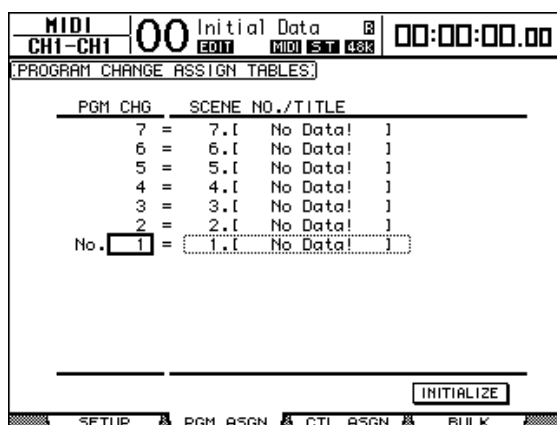 MIDI
CH1-CH1
00 Initial Data R
EDIT MIDI ST 48K
00:00:00.00
PROGRAM CHANGE ASSIGN TABLES
PGM CHG SCENE NO./TITLE
7 = 7.[ No Data! ]
6 = 6.[ No Data! ]
5 = 5.[ No Data! ]
4 = 4.[ No Data! ]
3 = 3.[ No Data! ]
2 = 2.[ No Data! ]
No. 1 = 1.[ No Data! ]
INITIALIZE
SETUP PGM ASGN CTL ASGN BULK